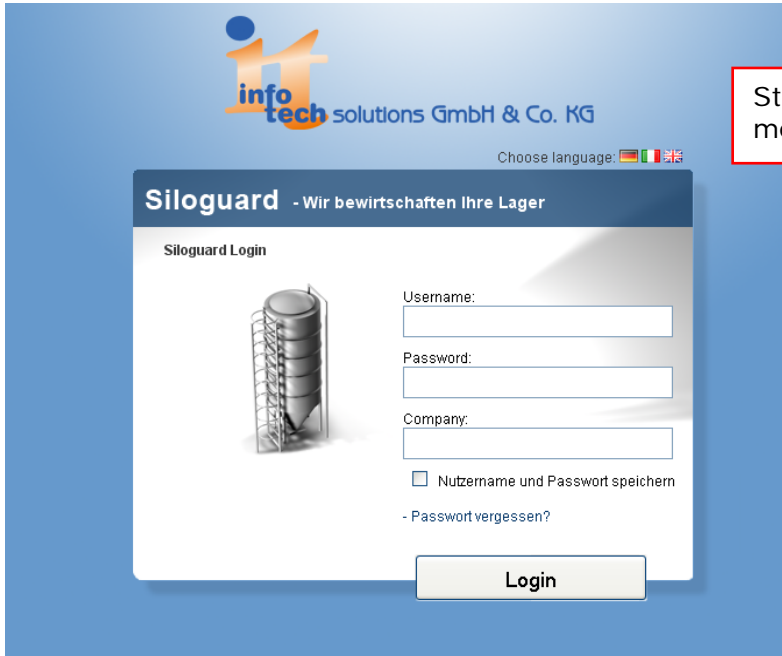 info
tech solutions GmbH & Co. KG
Choose language:
Siloguard - Wir bewirtschaften Ihre Lager
Siloguard Login
Username:
Password:
Company:
Nutzername und Passwort speichern
- Passwort vergessen?
Login